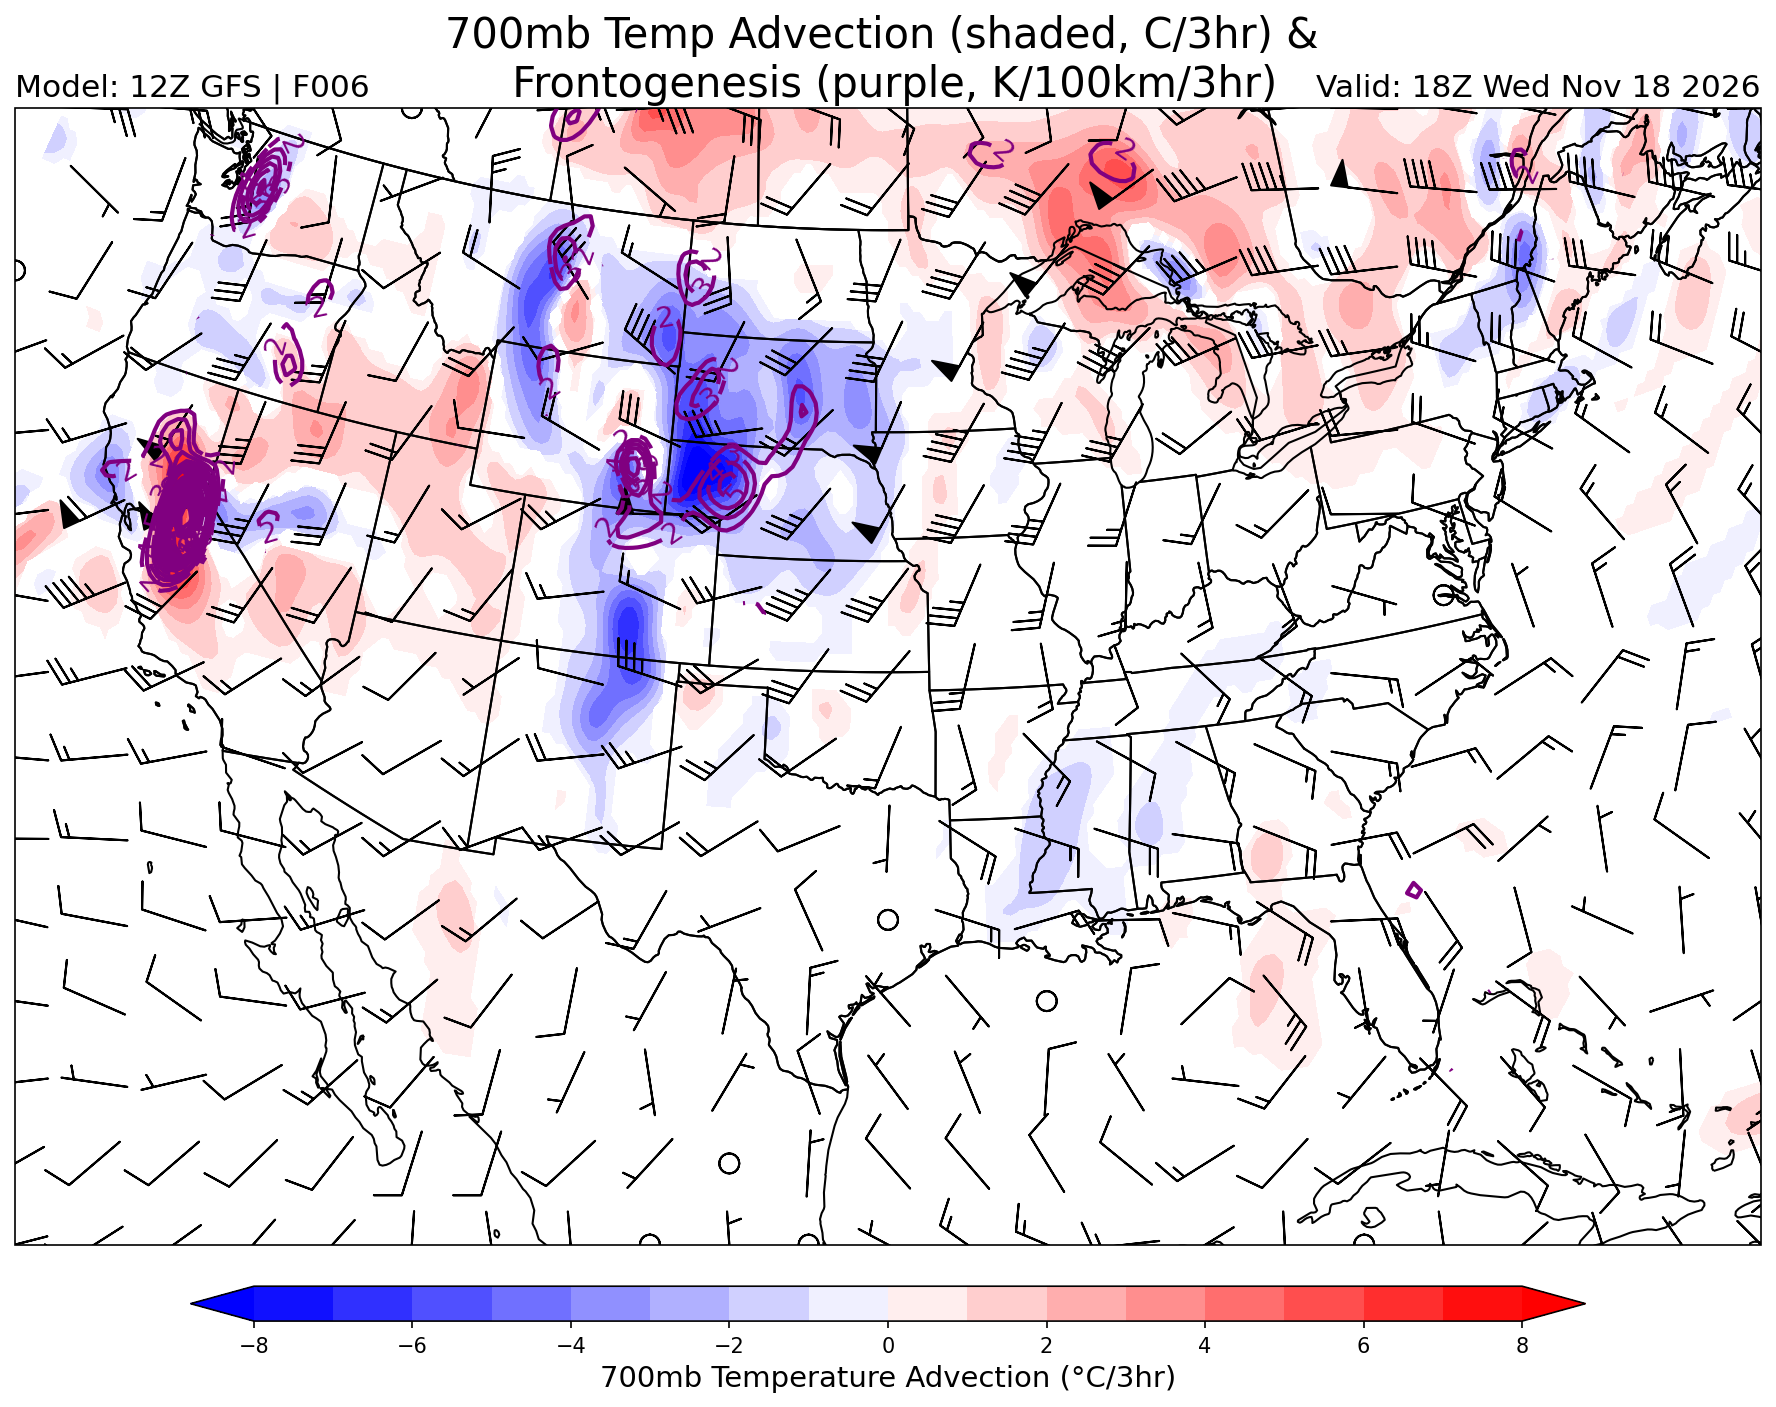 700mb Temp Advection (shaded, C/3hr) &
Frontogenesis (purple, K/100km/3hr)
Model: 12Z GFS | F006
Valid: 18Z Wed Nov 18 2026
−8 −6 −4 −2 0 2 4 6 8
700mb Temperature Advection (°C/3hr)